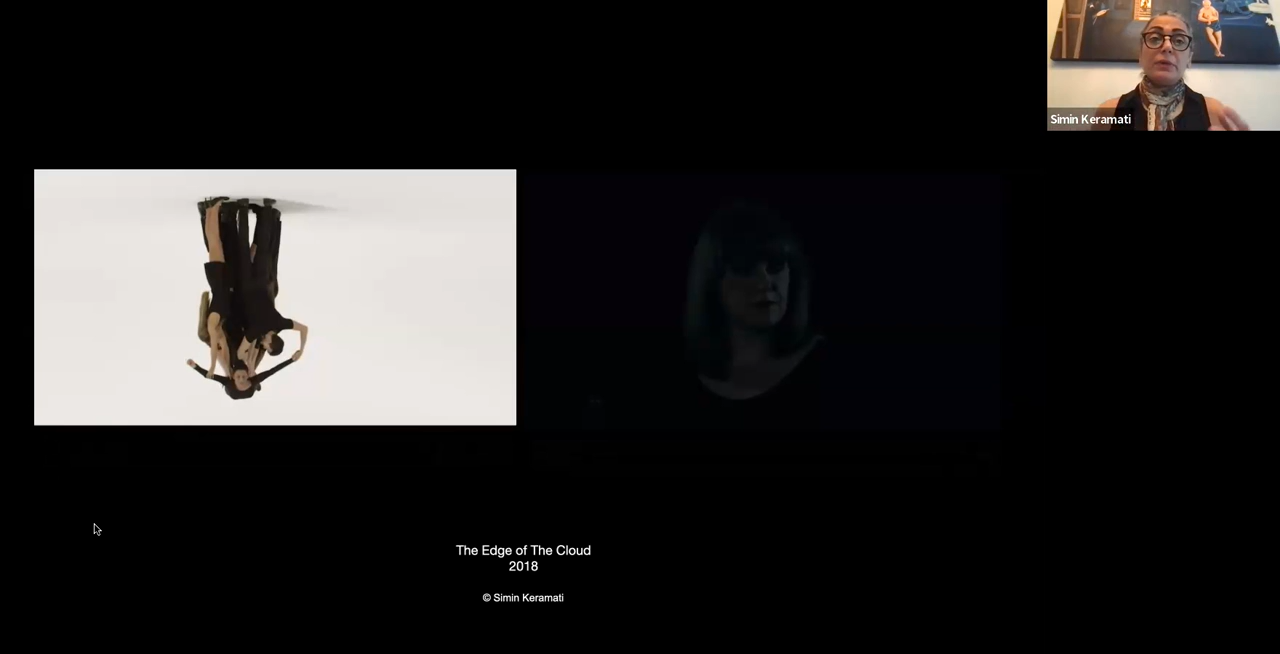 Simin Keramati
The Edge of The Cloud
2018
© Simin Keramati